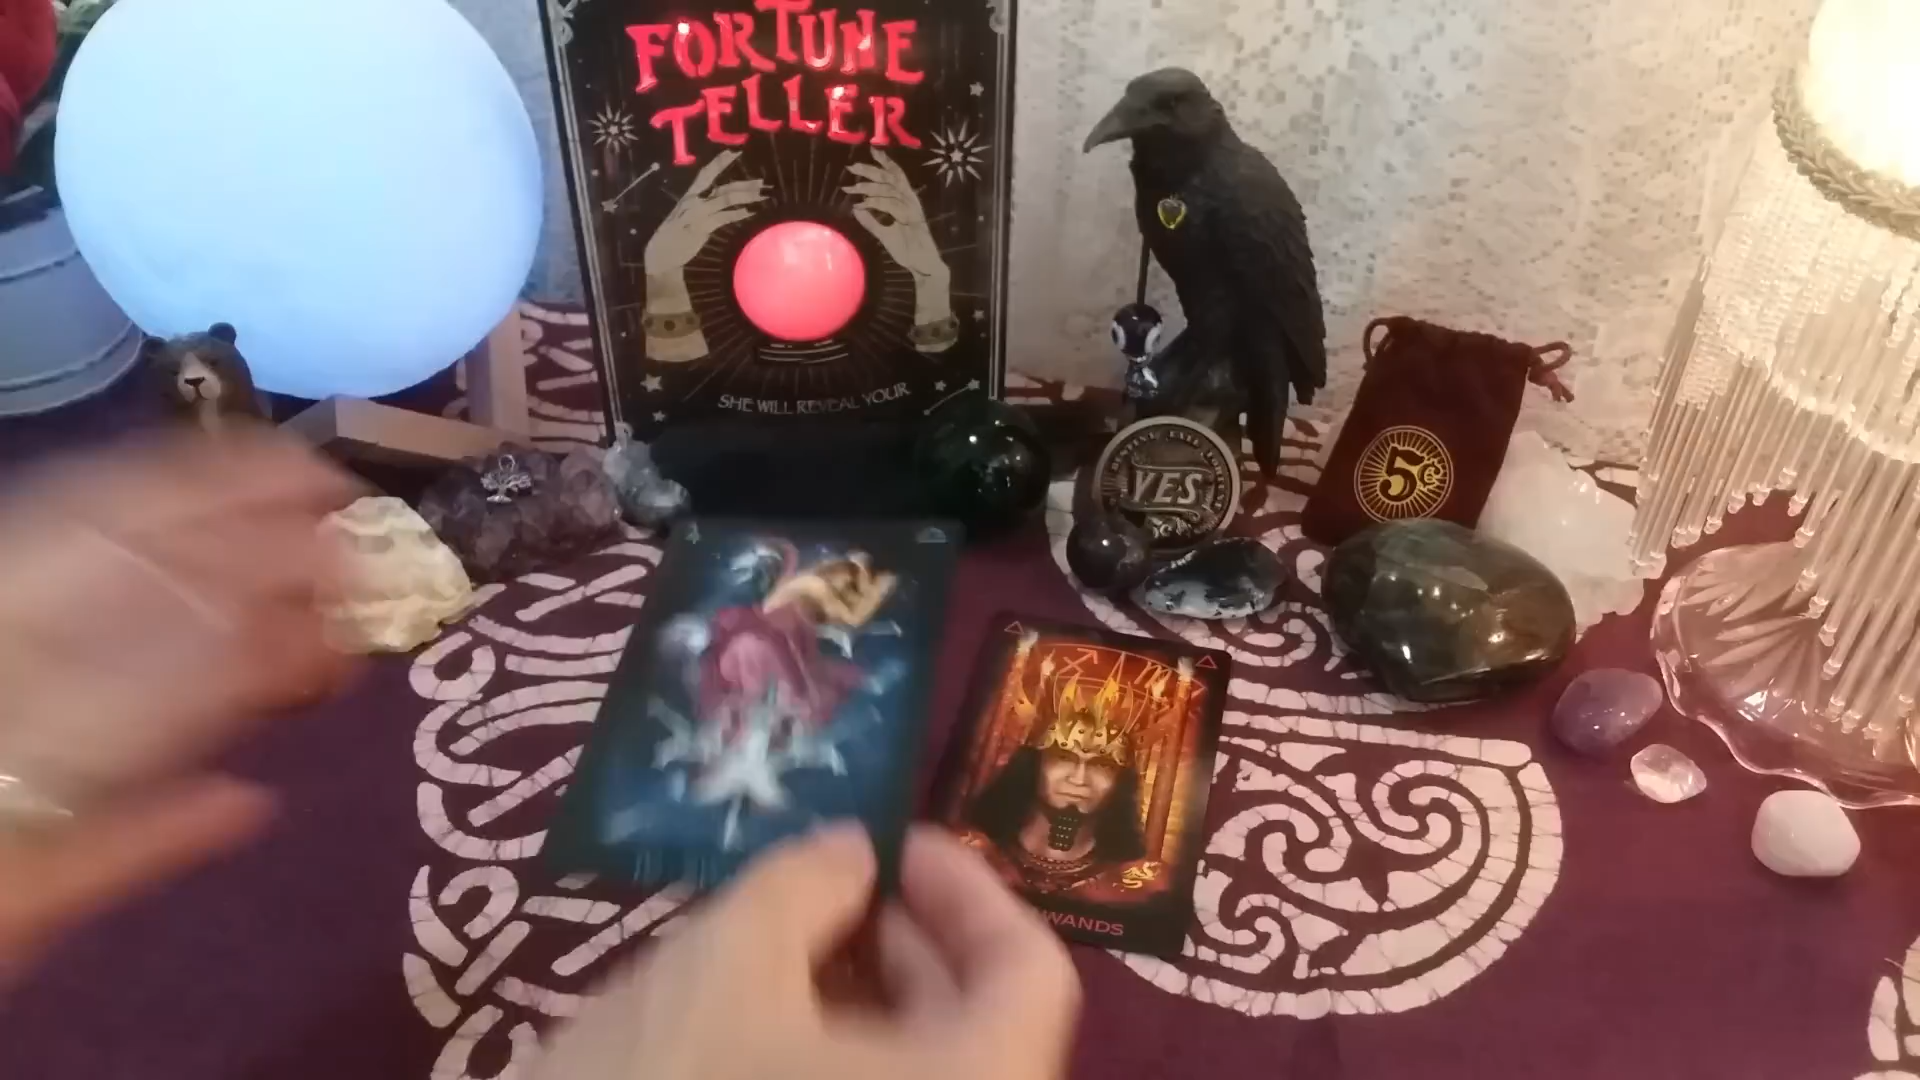 FORTUNE
TELLER
SHE WILL REVEAL YOUR
YES
5
WANDS